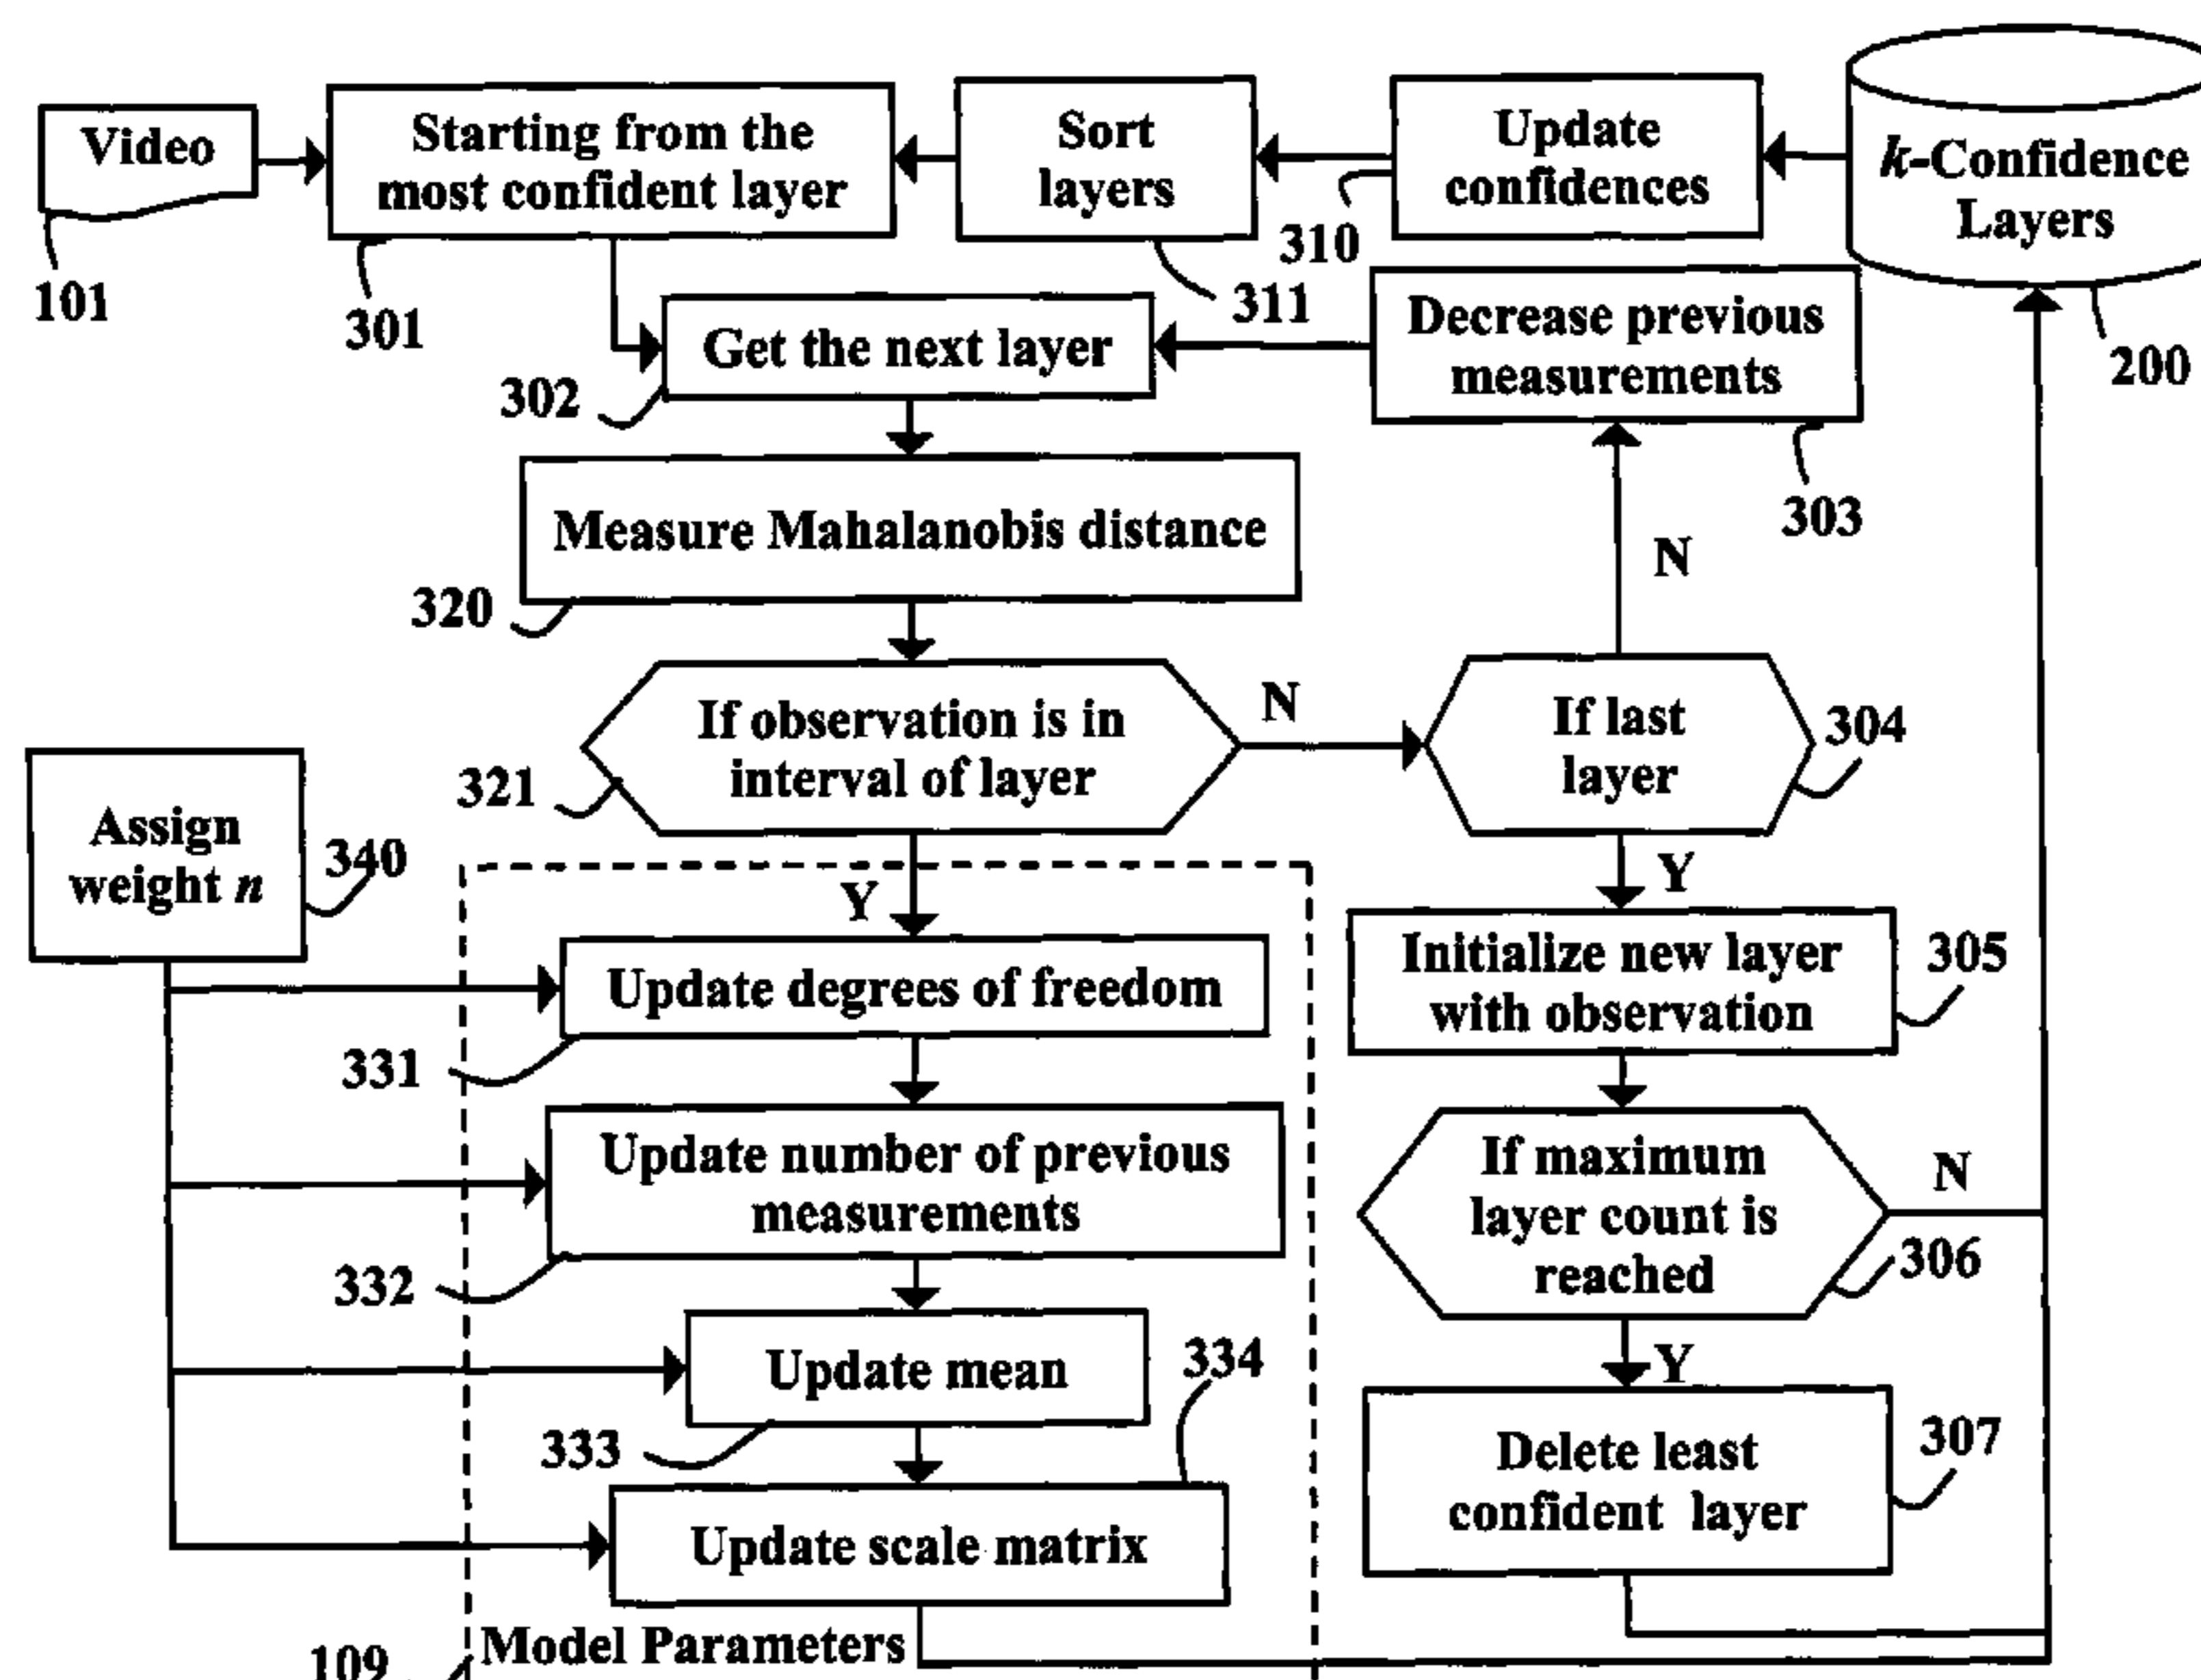 Video
101
Starting from the
most confident layer
301
Sort
layers
311
Update
confidences
310
k-Confidence
Layers
200
Get the next layer
302
Decrease previous
measurements
303
Measure Mahalanobis distance
320
N
If observation is in
interval of layer
321
N
If last
layer
304
Assign
weight n
340
Y
Y
Update degrees of freedom
331
Initialize new layer
with observation
305
Update number of previous
measurements
332
If maximum
layer count is
reached
306
N
Update mean
333
334
Y
Delete least
confident layer
307
Update scale matrix
Model Parameters
109